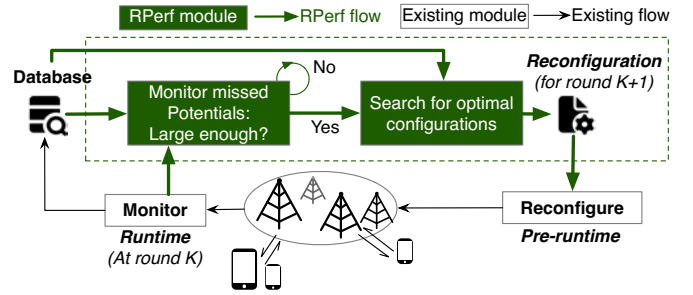 RPerf module
RPerf flow
Existing module
Existing flow
Database
No
Reconfiguration
(for round K+1)
Monitor missed
Potentials:
Large enough?
Yes
Search for optimal
configurations
Monitor
Reconfigure
Runtime
(At round K)
Pre-runtime